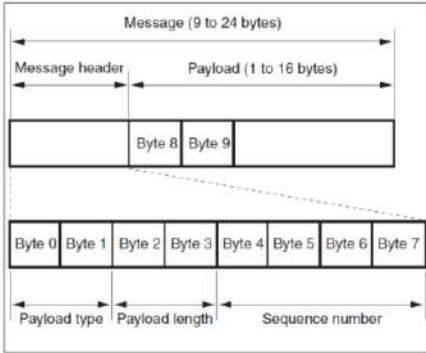 Message (9 to 24 bytes)
Message header Payload (1 to 16 bytes)
Byte 8 Byte 9
Byte 0 Byte 1 Byte 2 Byte 3 Byte 4 Byte 5 Byte 6 Byte 7
Payload type Payload length Sequence number